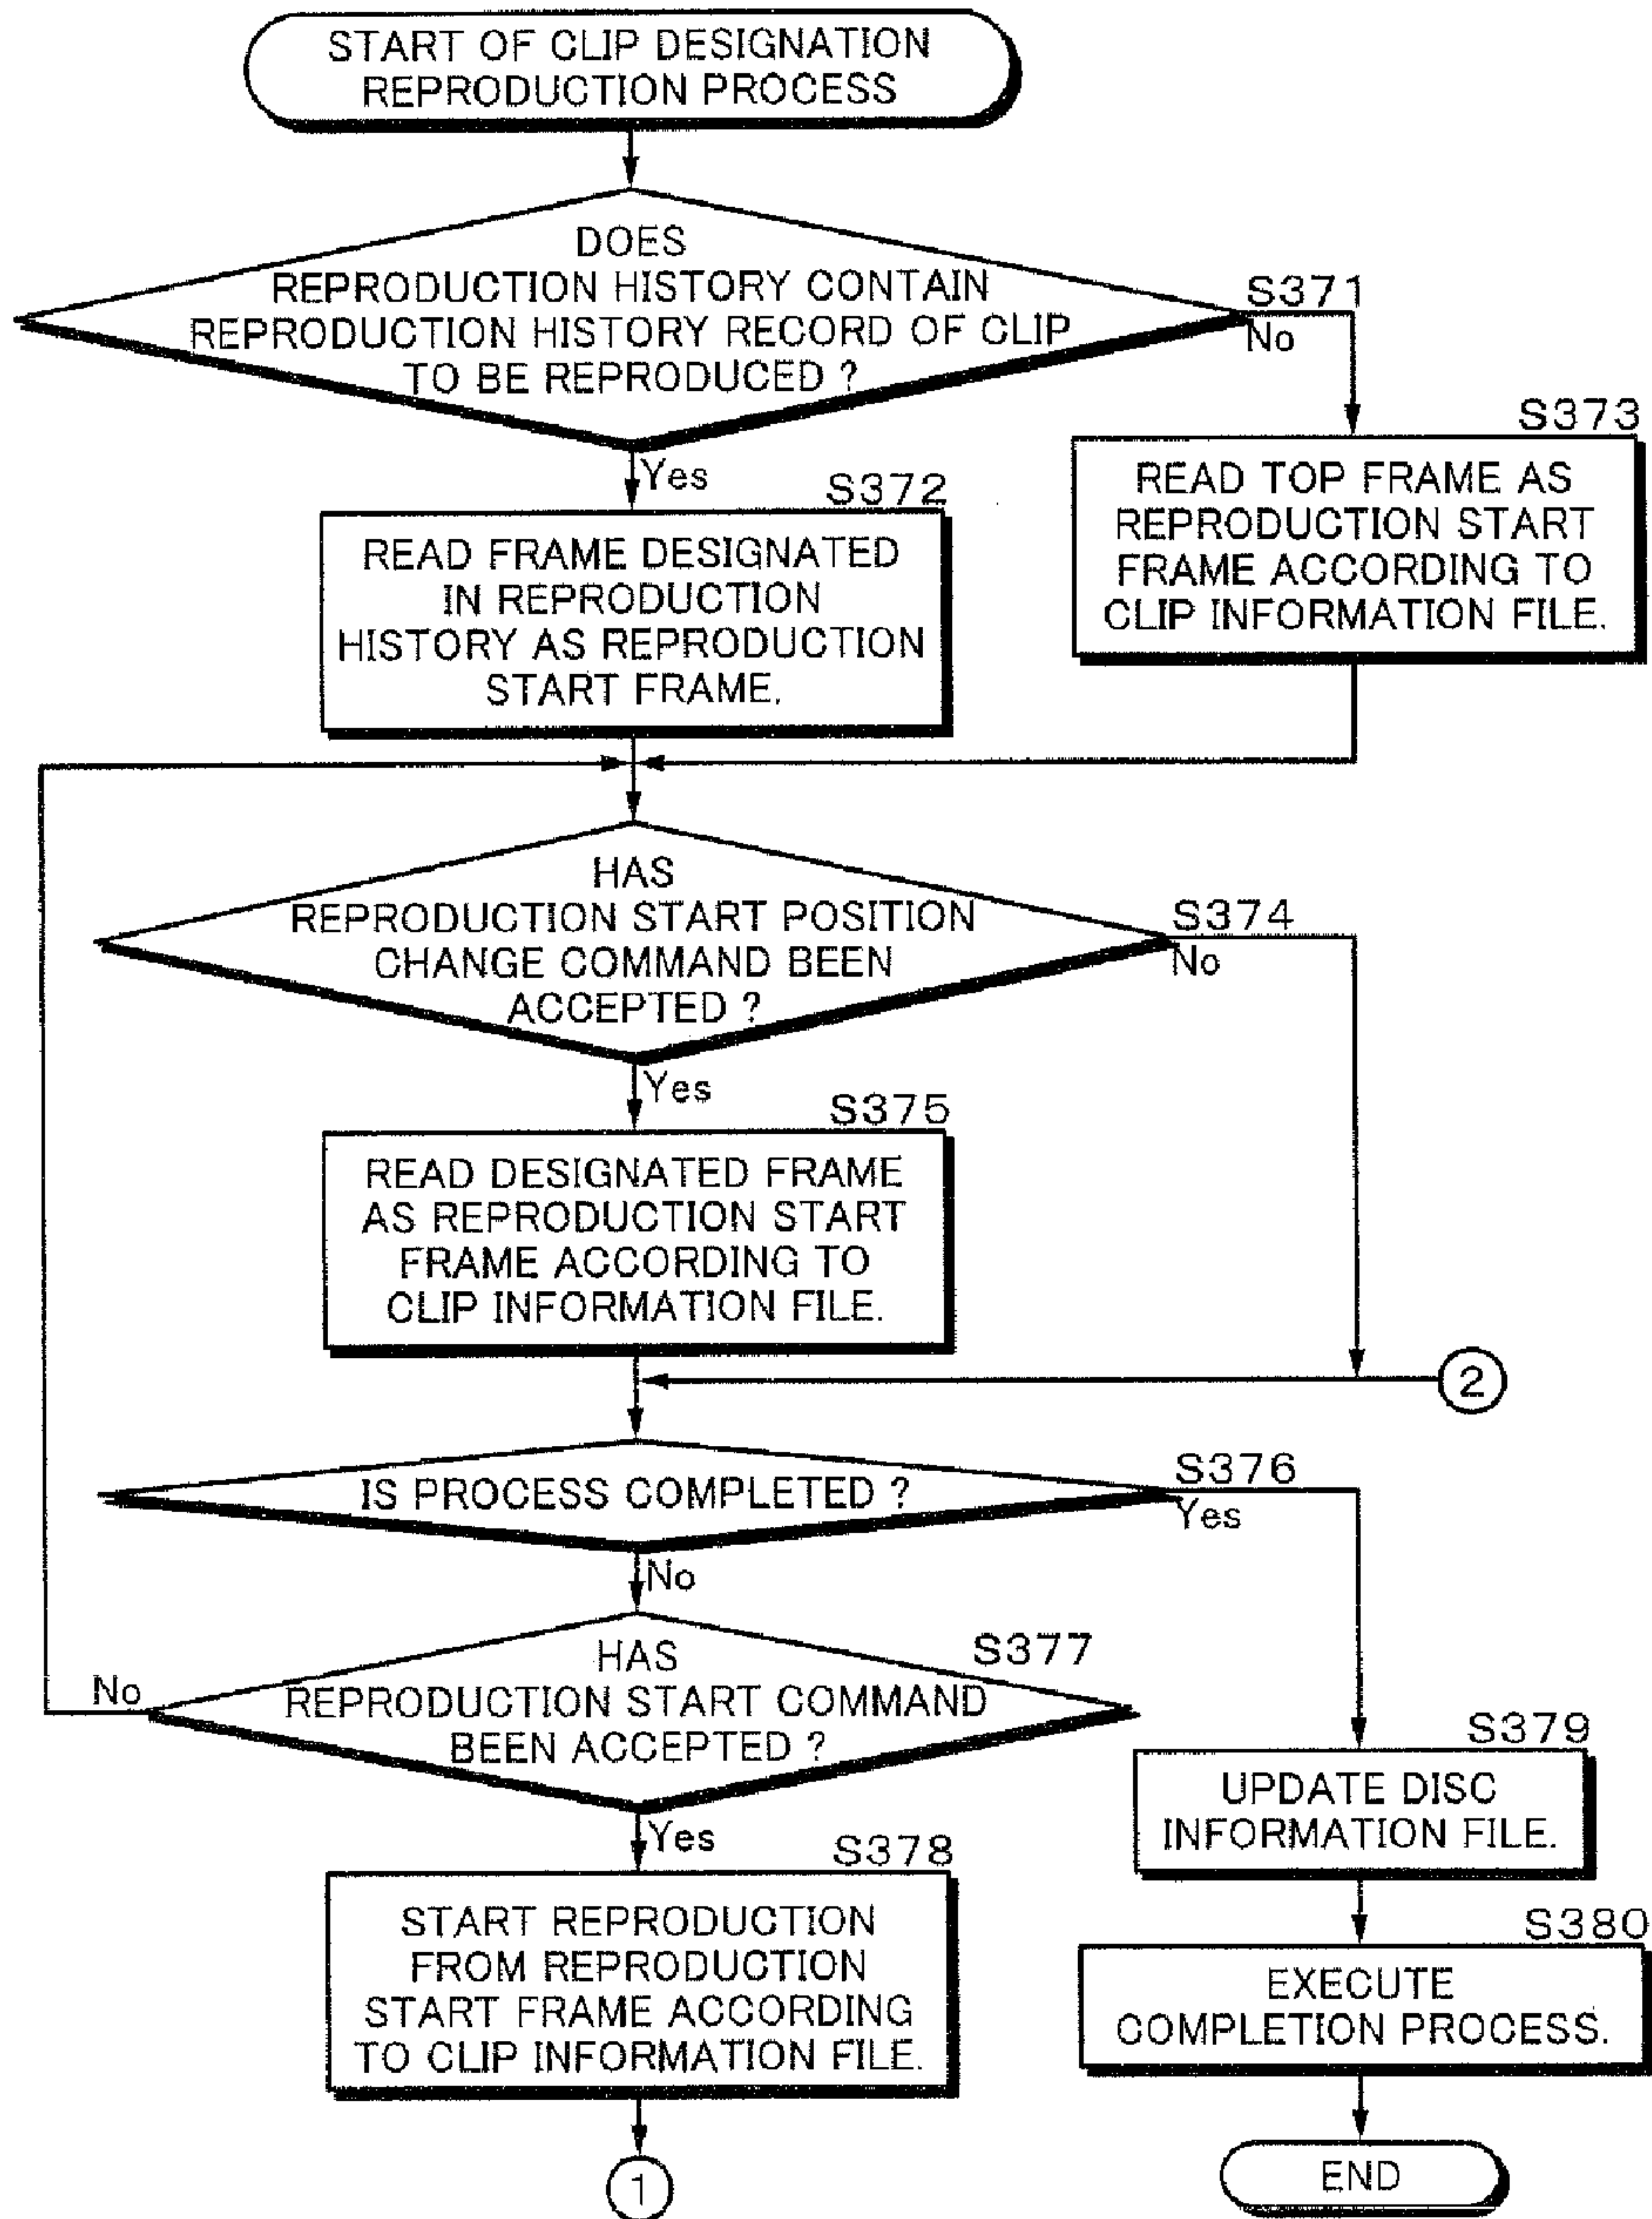 START OF CLIP DESIGNATION
REPRODUCTION PROCESS
DOES
REPRODUCTION HISTORY CONTAIN
REPRODUCTION HISTORY RECORD OF CLIP
TO BE REPRODUCED ?
S371
No
Yes
S372
READ FRAME DESIGNATED
IN REPRODUCTION
HISTORY AS REPRODUCTION
START FRAME.
S373
READ TOP FRAME AS
REPRODUCTION START
FRAME ACCORDING TO
CLIP INFORMATION FILE.
HAS
REPRODUCTION START POSITION
CHANGE COMMAND BEEN
ACCEPTED ?
S374
No
Yes
S375
READ DESIGNATED FRAME
AS REPRODUCTION START
FRAME ACCORDING TO
CLIP INFORMATION FILE.
2
IS PROCESS COMPLETED ?
S376
Yes
No
HAS
REPRODUCTION START COMMAND
BEEN ACCEPTED ?
S377
No
Yes
S378
START REPRODUCTION
FROM REPRODUCTION
START FRAME ACCORDING
TO CLIP INFORMATION FILE.
1
S379
UPDATE DISC
INFORMATION FILE.
S380
EXECUTE
COMPLETION PROCESS.
END